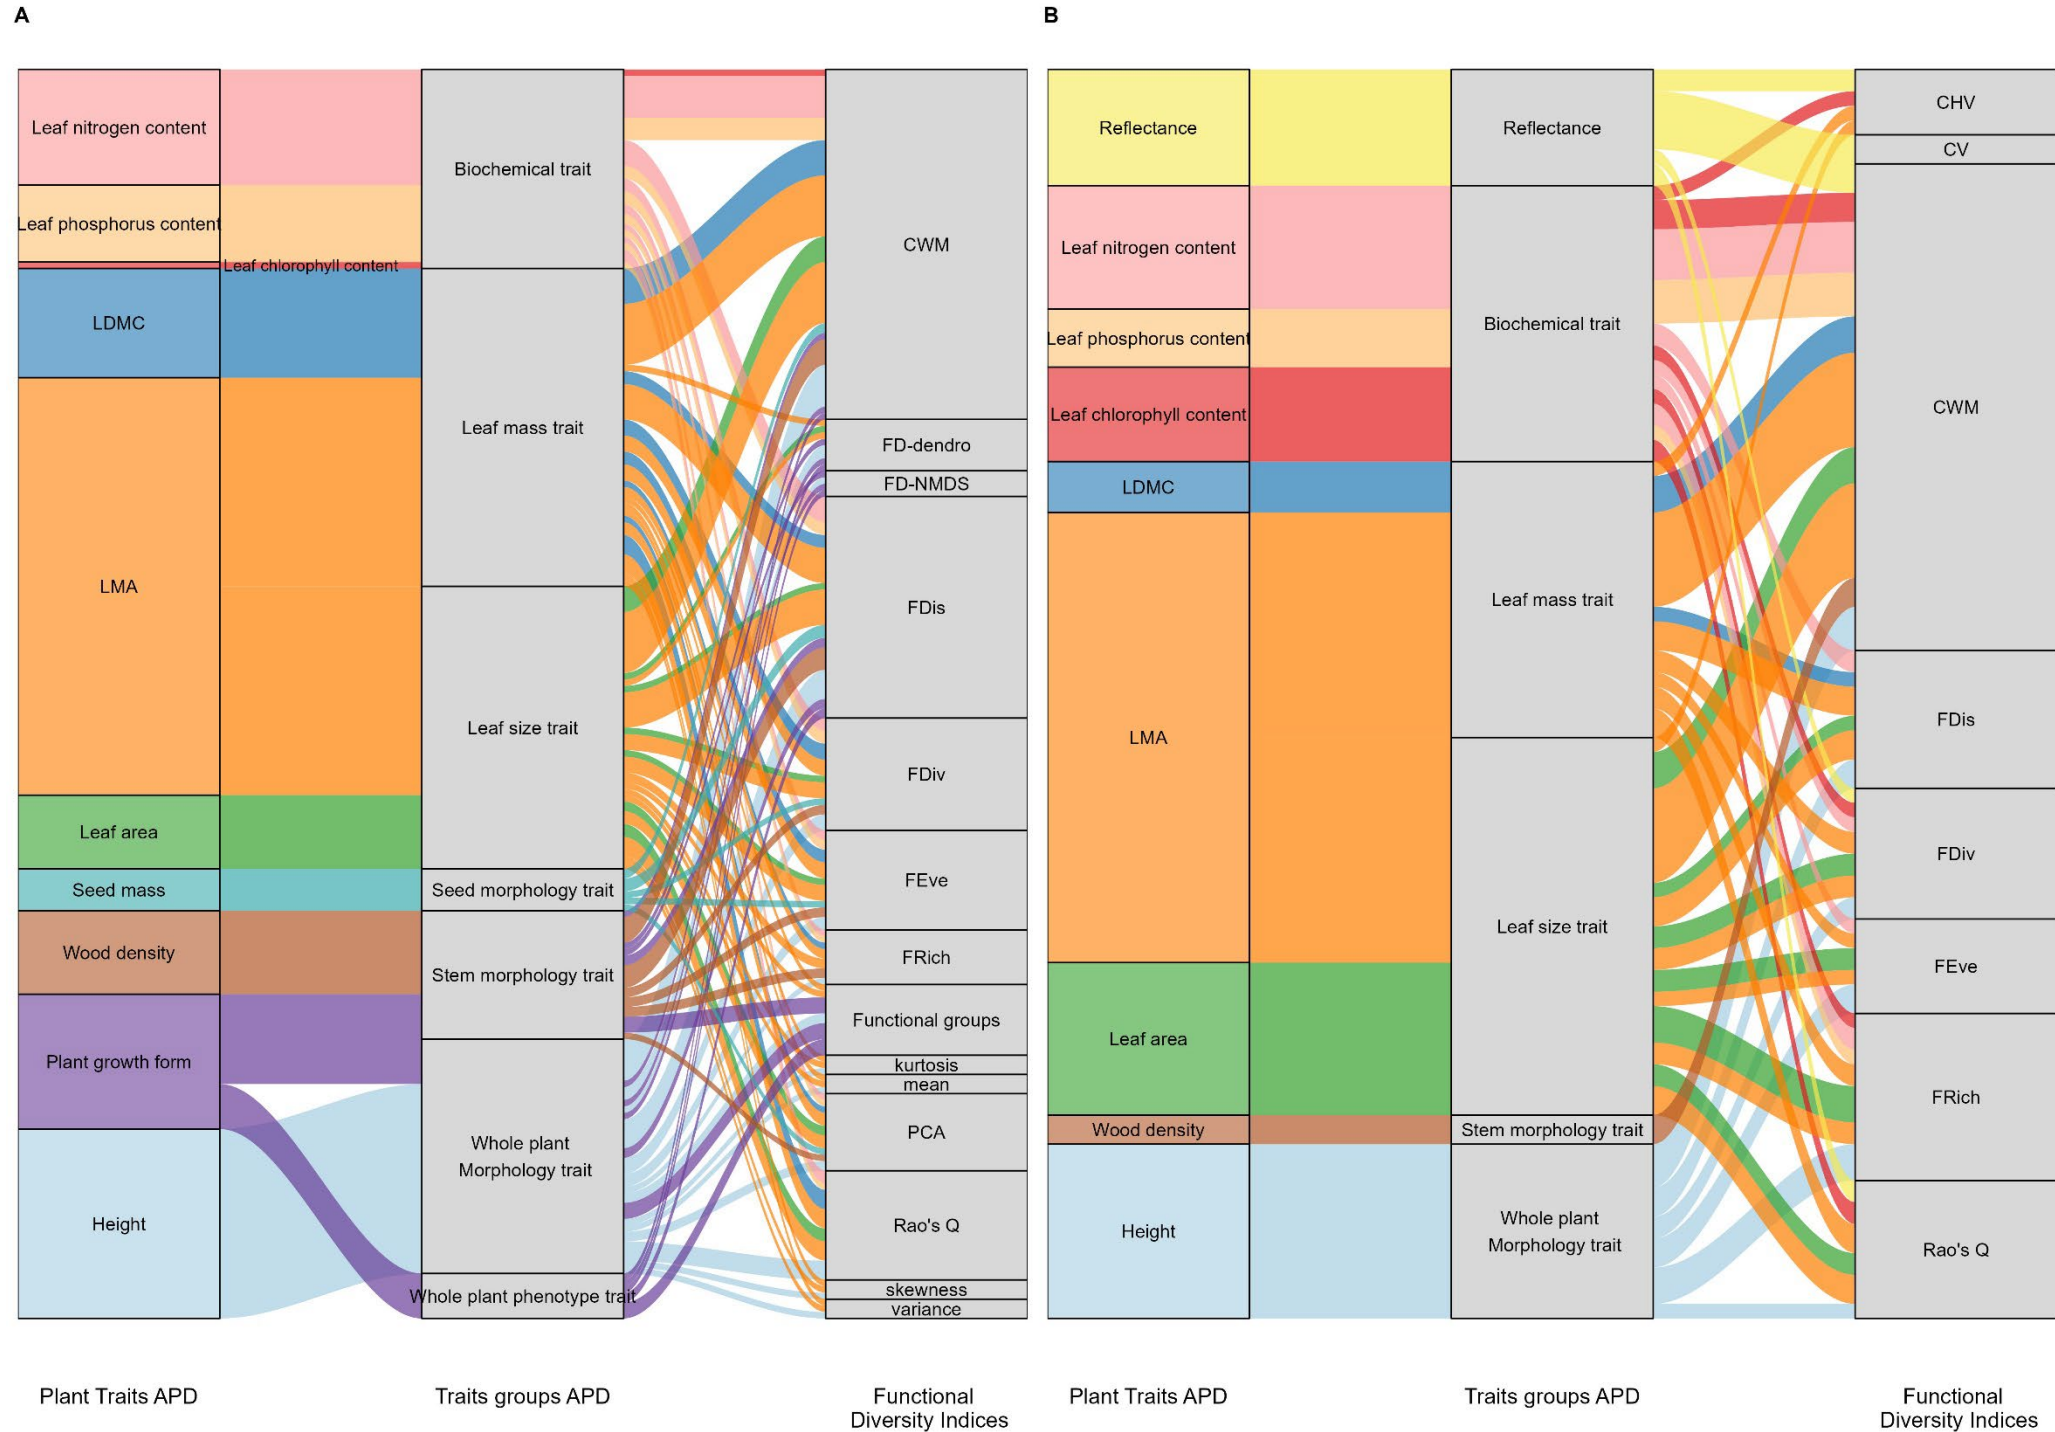 A
Leaf nitrogen content
Leaf phosphorus content
Leaf chlorophyll content
LDMC
LMA
Leaf area
Seed mass
Wood density
Plant growth form
Height
Biochemical trait
Leaf mass trait
Leaf size trait
Seed morphology trait
Stem morphology trait
Whole plant
Morphology trait
Whole plant phenotype trait
CWM
FD-dendro
FD-NMDS
FDis
FDiv
FEve
FRich
Functional groups
kurtosis
mean
PCA
Rao's Q
skewness
variance
Plant Traits APD
Traits groups APD
Functional
Diversity Indices
B
Reflectance
Leaf nitrogen content
Leaf phosphorus content
Leaf chlorophyll content
LDMC
LMA
Leaf area
Wood density
Height
Reflectance
Biochemical trait
Leaf mass trait
Leaf size trait
Stem morphology trait
Whole plant
Morphology trait
CHV
CV
CWM
FDis
FDiv
FEve
FRich
Rao's Q
Plant Traits APD
Traits groups APD
Functional
Diversity Indices